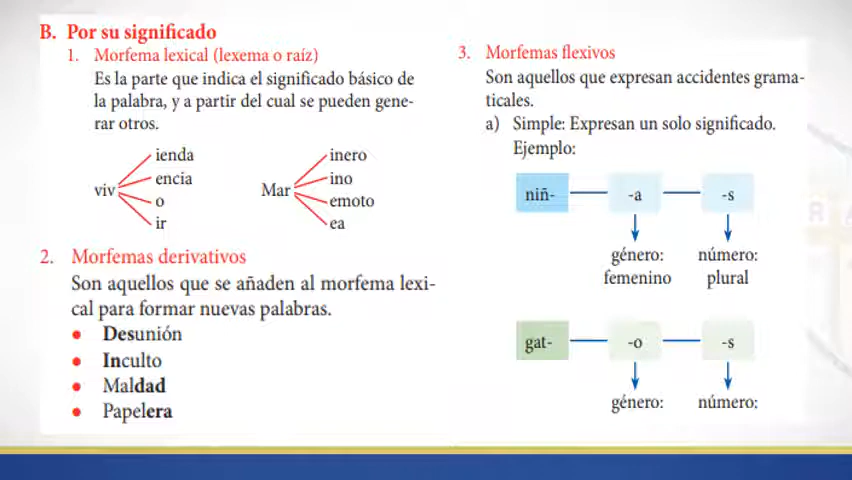 B. Por su significado
1. Morfema lexical (lexema o raíz)
Es la parte que indica el significado básico de
la palabra, y a partir del cual se pueden gene-
rar otros.
viv
ienda
encia
o
ir
Mar
inero
ino
emoto
ea
2. Morfemas derivativos
Son aquellos que se añaden al morfema lexi-
cal para formar nuevas palabras.
• Desunión
• Inculto
• Maldad
• Papelera
3. Morfemas flexivos
Son aquellos que expresan accidentes grama-
ticales.
a) Simple: Expresan un solo significado.
Ejemplo:
niñ- -a -s
género: número:
femenino plural
gat- -o -s
género: número: